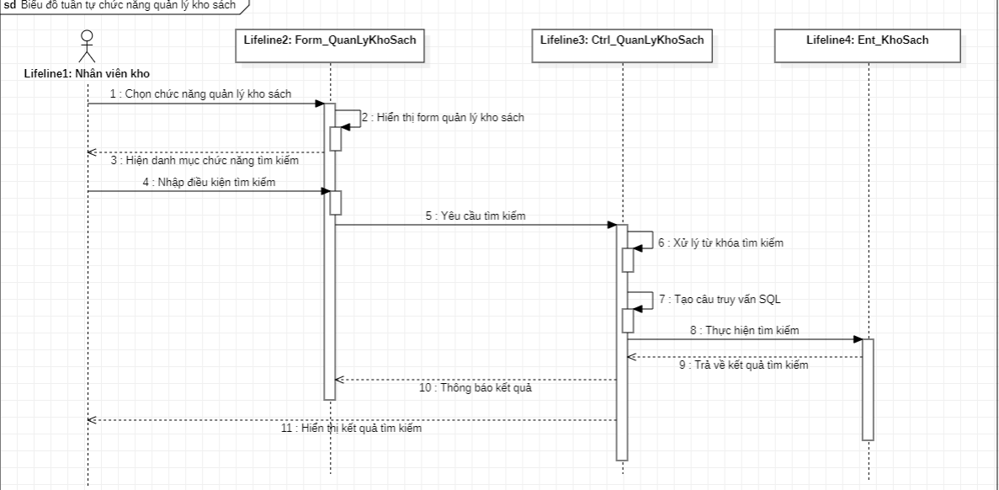 sd Biểu đồ tuần tự chức năng quản lý kho sách
Lifeline2: Form_QuanLyKhoSach
Lifeline3: Ctrl_QuanLyKhoSach
Lifeline4: Ent_KhoSach
Lifeline1: Nhân viên kho
1 : Chọn chức năng quản lý kho sách
2 : Hiển thị form quản lý kho sách
3 : Hiện danh mục chức năng tìm kiếm
4 : Nhập điều kiện tìm kiếm
5 : Yêu cầu tìm kiếm
6 : Xử lý từ khóa tìm kiếm
7 : Tạo câu truy vấn SQL
8 : Thực hiện tìm kiếm
9 : Trả về kết quả tìm kiếm
10 : Thông báo kết quả
11 : Hiển thị kết quả tìm kiếm